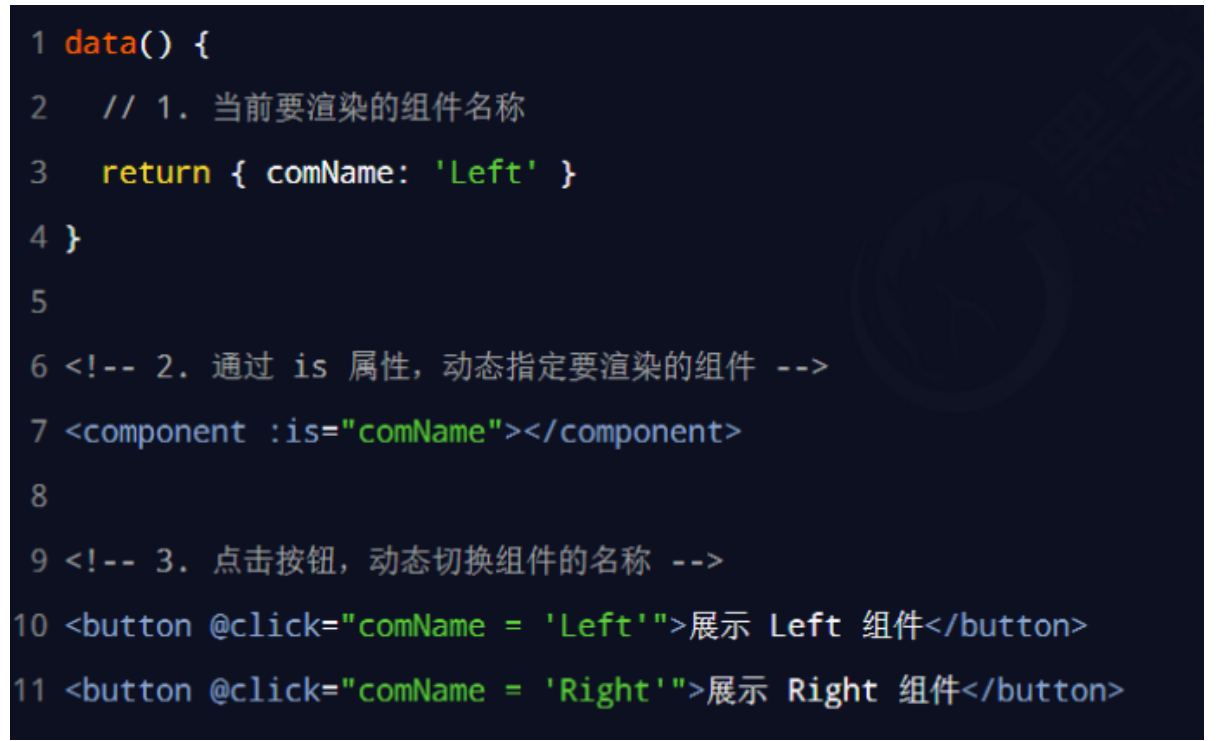 1 data() {
2 // 1. 当前要渲染的组件名称
3 return { comName: 'Left' }
4 }
5
6 <!-- 2. 通过 is 属性，动态指定要渲染的组件 -->
7 <component :is="comName"></component>
8
9 <!-- 3. 点击按钮，动态切换组件的名称 -->
10 <button @click="comName = 'Left'">展示 Left 组件</button>
11 <button @click="comName = 'Right'">展示 Right 组件</button>
黑马